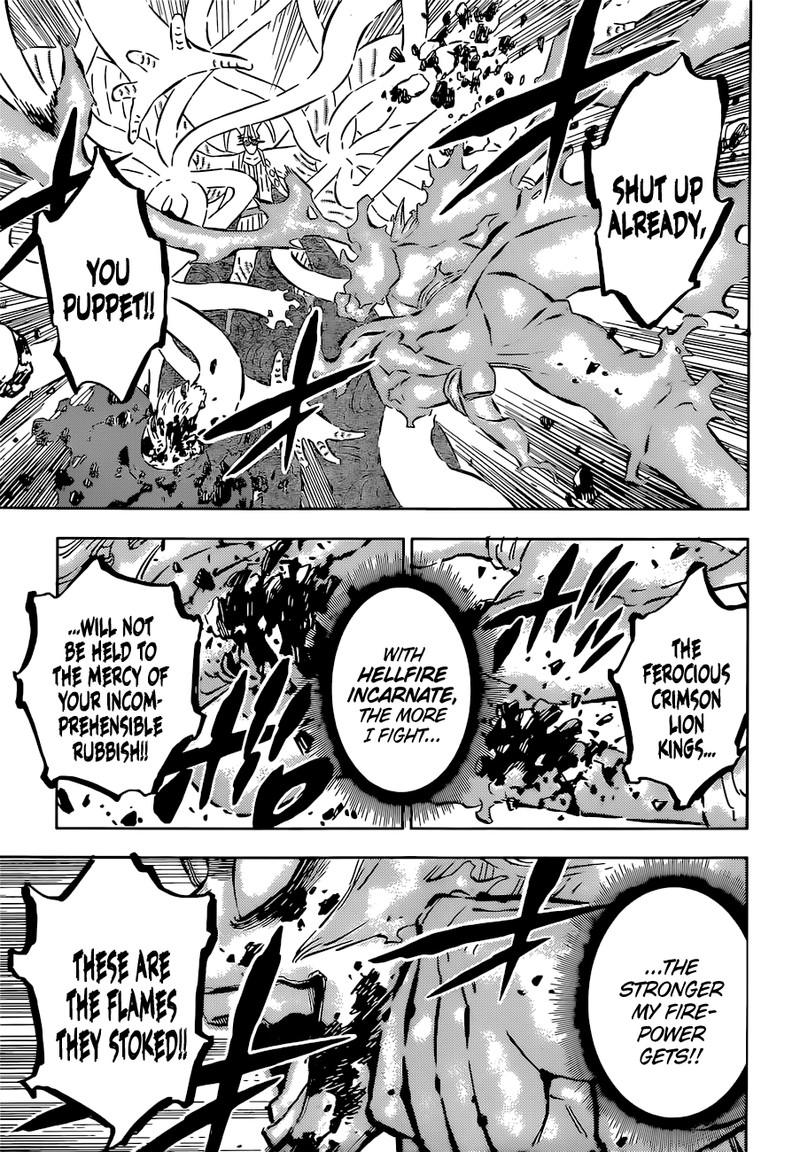 SHUT UP
ALREADY,
YOU
PUPPET!!
THE
FEROCIOUS
CRIMSON
LION
KINGS...
WITH
HELLFIRE
INCARNATE,
THE MORE
I FIGHT...
...WILL NOT
BE HELD TO
THE MERCY OF
YOUR INCOM-
PREHENSIBLE
RUBBISH!!
...THE
STRONGER
MY FIRE-
POWER
GETS!!
THESE ARE
THE FLAMES
THEY STOKED!!